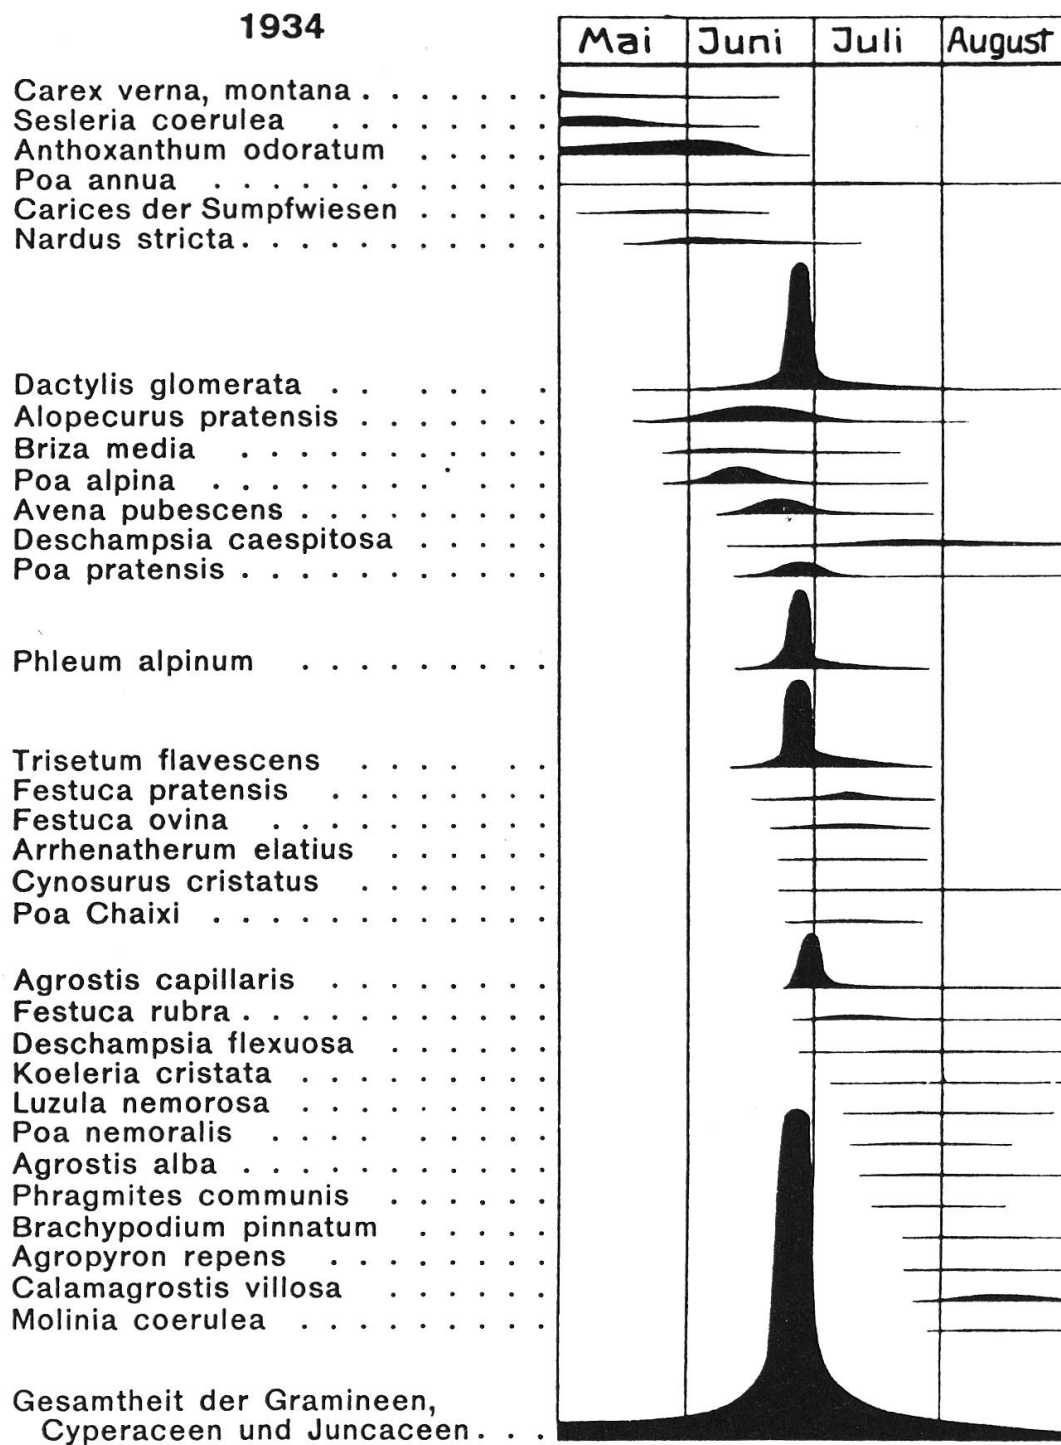 1934
Mai Juni Juli August
Carex verna, montana . . . . . . .
Sesleria coerulea . . . . . . . .
Anthoxanthum odoratum . . . . .
Poa annua . . . . . . . . . . . .
Carices der Sumpfwiesen . . . . .
Nardus stricta . . . . . . . . . . .
Dactylis glomerata . . . . . .
Alopecurus pratensis . . . . . . .
Briza media . . . . . . . . . . .
Poa alpina . . . . . . . . . . . .
Avena pubescens . . . . . . . . .
Deschampsia caespitosa . . . . .
Poa pratensis . . . . . . . . . . .
Phleum alpinum . . . . . . . . .
Trisetum flavescens . . . . . .
Festuca pratensis . . . . . . . .
Festuca ovina . . . . . . . . . .
Arrhenatherum elatius . . . . . .
Cynosurus cristatus . . . . . . .
Poa Chaixi . . . . . . . . . . . .
Agrostis capillaris . . . . . . . .
Festuca rubra . . . . . . . . . . .
Deschampsia flexuosa . . . . . .
Koeleria cristata . . . . . . . . .
Luzula nemorosa . . . . . . . . .
Poa nemoralis . . . . . . . . .
Agrostis alba . . . . . . . . . . .
Phragmites communis . . . . . .
Brachypodium pinnatum . . . . .
Agropyron repens . . . . . . . .
Calamagrostis villosa . . . . . .
Molinia coerulea . . . . . . . . .
Gesamtheit der Gramineen,
Cyperaceen und Juncaceen . . .